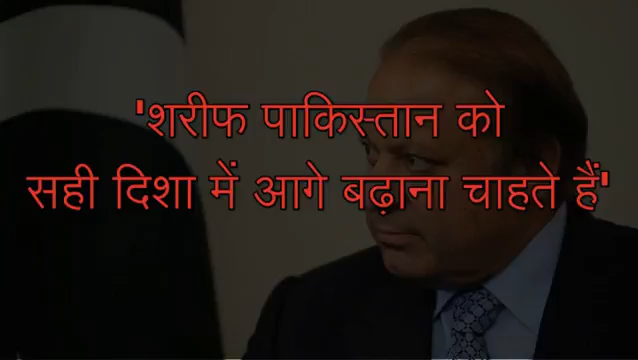 'शरीफ पाकिस्तान को
सही दिशा में आगे बढ़ाना चाहते हैं'